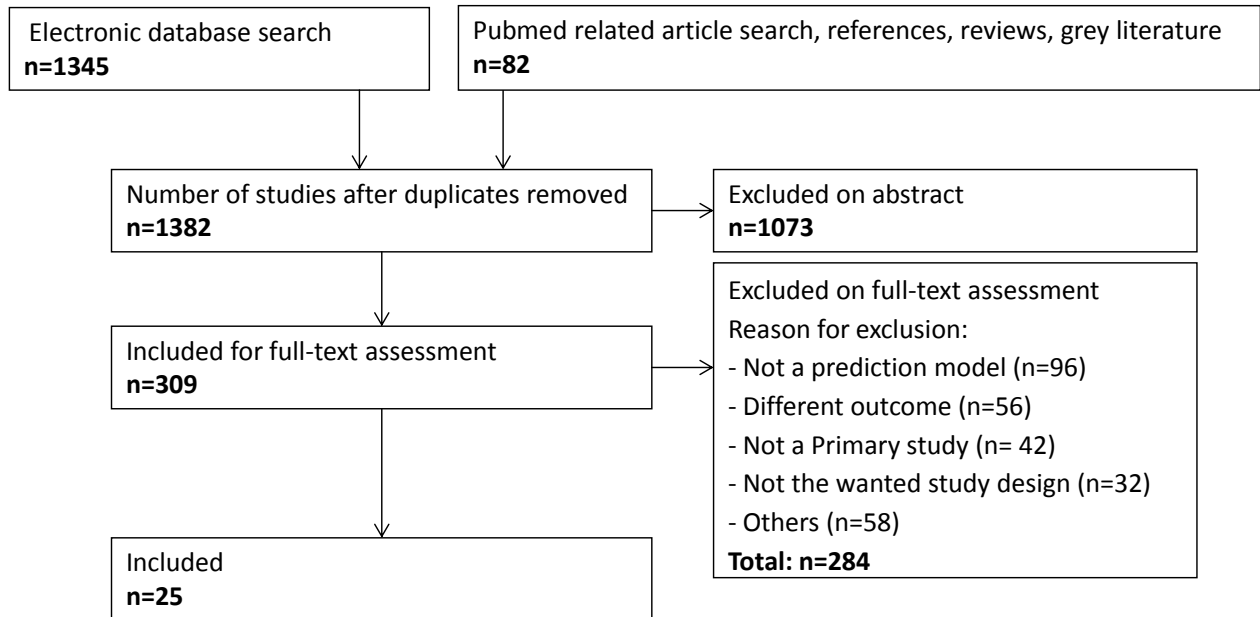 Electronic database search
n=1345
Pubmed related article search, references, reviews, grey literature
n=82
Number of studies after duplicates removed
n=1382
Excluded on abstract
n=1073
Included for full-text assessment
n=309
Excluded on full-text assessment
Reason for exclusion:
- Not a prediction model (n=96)
- Different outcome (n=56)
- Not a Primary study (n= 42)
- Not the wanted study design (n=32)
- Others (n=58)
Total: n=284
Included
n=25